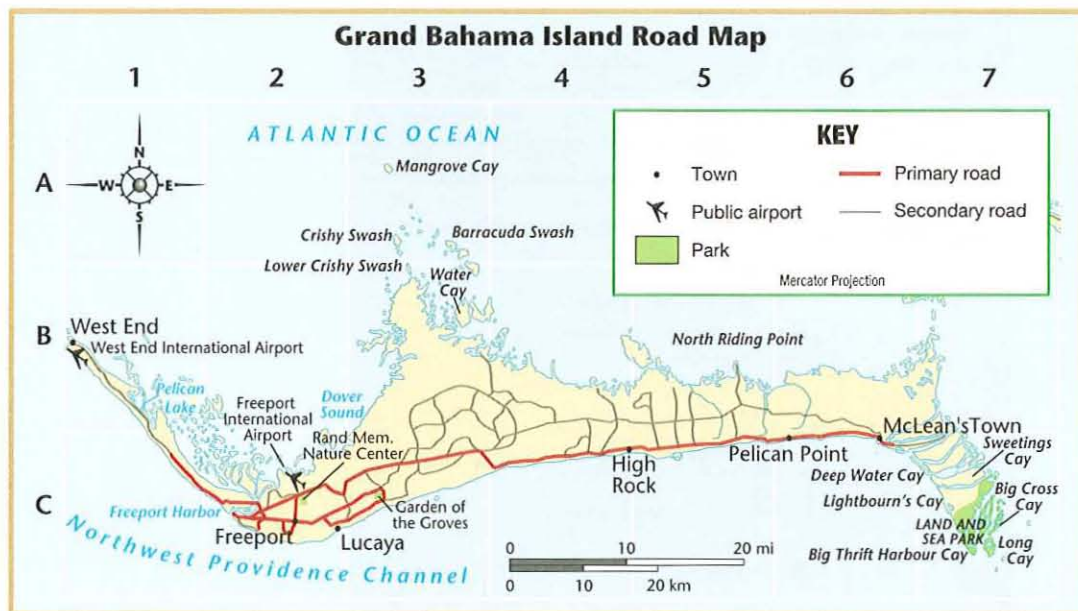 Grand Bahama Island Road Map
1 2 3 4 5 6 7
A
B
C
N
W E
S
ATLANTIC OCEAN
Mangrove Cay
Crishy Swash
Barracuda Swash
Lower Crishy Swash
Water
Cay
KEY
Town
Primary road
Public airport
Secondary road
Park
Mercator Projection
West End
West End International Airport
Pelican
Lake
Dover
Sound
North Riding Point
Freeport
International
Airport
Rand Mem.
Nature Center
McLean'sTown
Sweetings
Cay
High
Rock
Pelican Point
Deep Water Cay
Big Cross
Cay
Lightbourn's Cay
Garden of
the Groves
Freeport Harbor
Freeport
Lucaya
LAND AND
SEA PARK
Long
Cay
Big Thrift Harbour Cay
Northwest Providence Channel
0 10 20 mi
0 10 20 km